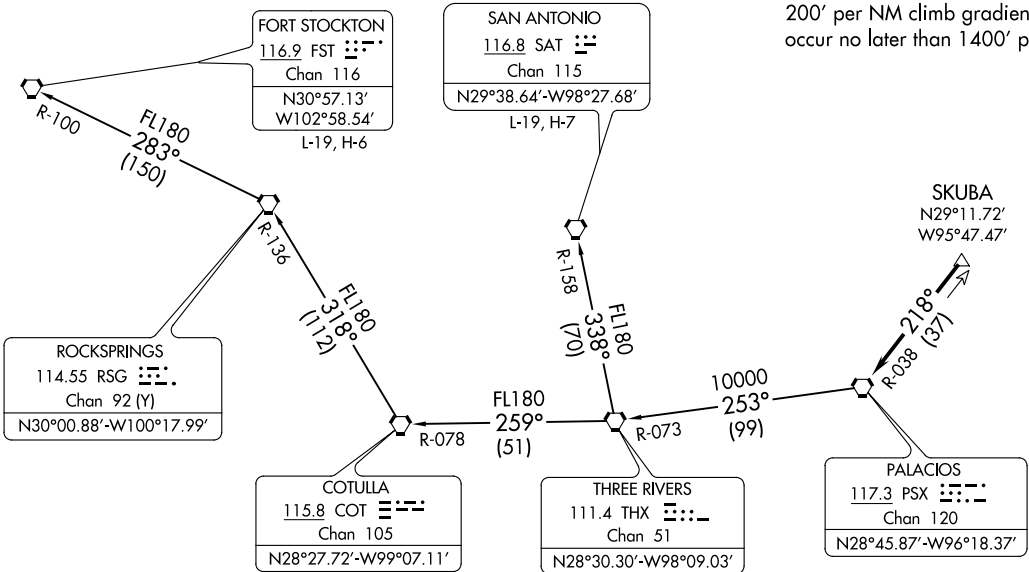 200' per NM climb gradien
occur no later than 1400' p
FORT STOCKTON
116.9 FST
Chan 116
N30°57.13'
W102°58.54'
L-19, H-6
SAN ANTONIO
116.8 SAT
Chan 115
N29°38.64'-W98°27.68'
L-19, H-7
R-100
FL180
283°
(150)
R-136
FL180
318°
(112)
R-158
FL180
338°
(70)
SKUBA
N29°11.72'
W95°47.47'
218°
(37)
R-038
ROCKSPRINGS
114.55 RSG
Chan 92 (Y)
N30°00.88'-W100°17.99'
FL180
259°
(51)
R-078
10000
253°
(99)
R-073
COTULLA
115.8 COT
Chan 105
N28°27.72'-W99°07.11'
THREE RIVERS
111.4 THX
Chan 51
N28°30.30'-W98°09.03'
PALACIOS
117.3 PSX
Chan 120
N28°45.87'-W96°18.37'